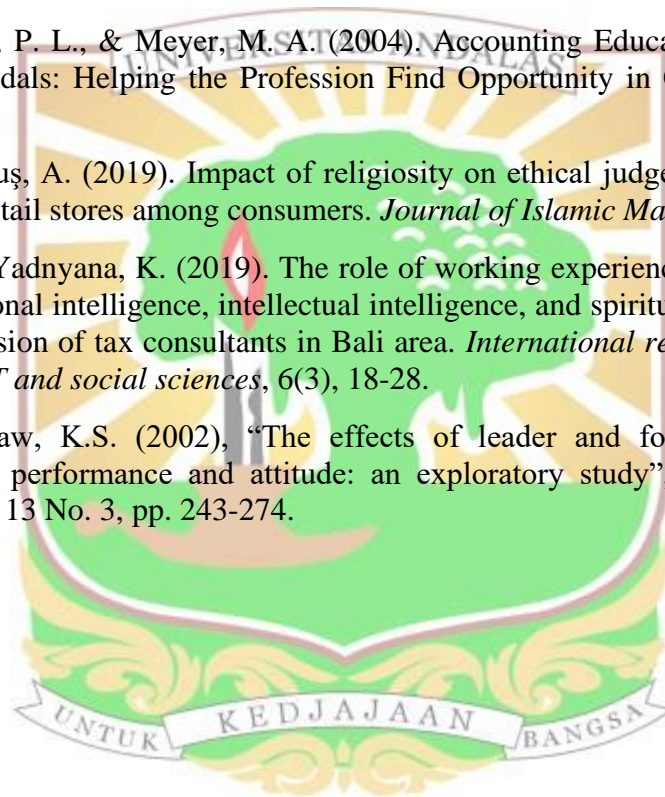 , P. L., & Meyer, M. A. (2004). Accounting Educa
UNIVERSITAS ANDALAS
dals: Helping the Profession Find Opportunity in
uş, A. (2019). Impact of religiosity on ethical judge
tail stores among consumers. Journal of Islamic Ma
Yadnyana, K. (2019). The role of working experienc
onal intelligence, intellectual intelligence, and spiritu
sion of tax consultants in Bali area. International re
T and social sciences, 6(3), 18-28.
aw, K.S. (2002), “The effects of leader and fo
performance and attitude: an exploratory study”,
13 No. 3, pp. 243-274.
UNTUK KEDJAJAAN BANGSA